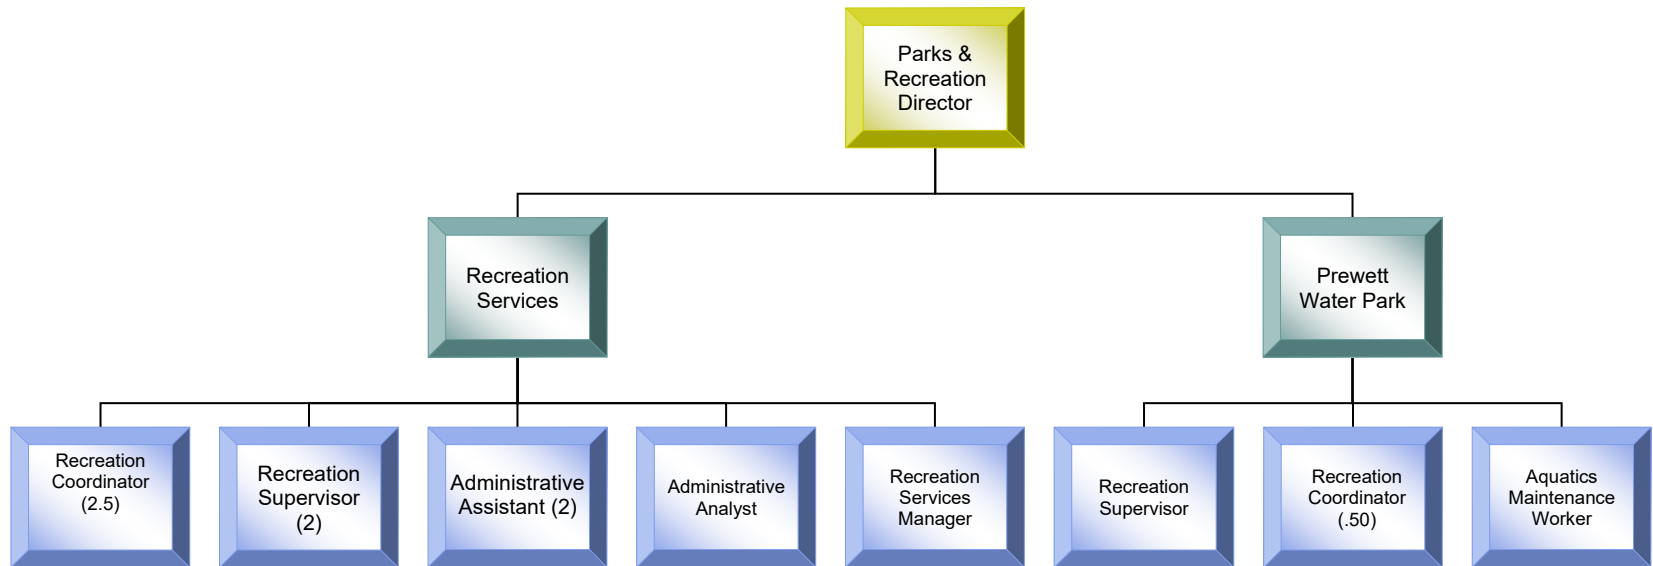 Parks &
Recreation
Director
Recreation
Services
Prewett
Water Park
Recreation
Coordinator
(2.5)
Recreation
Supervisor
(2)
Administrative
Assistant (2)
Administrative
Analyst
Recreation
Services
Manager
Recreation
Supervisor
Recreation
Coordinator
(.50)
Aquatics
Maintenance
Worker